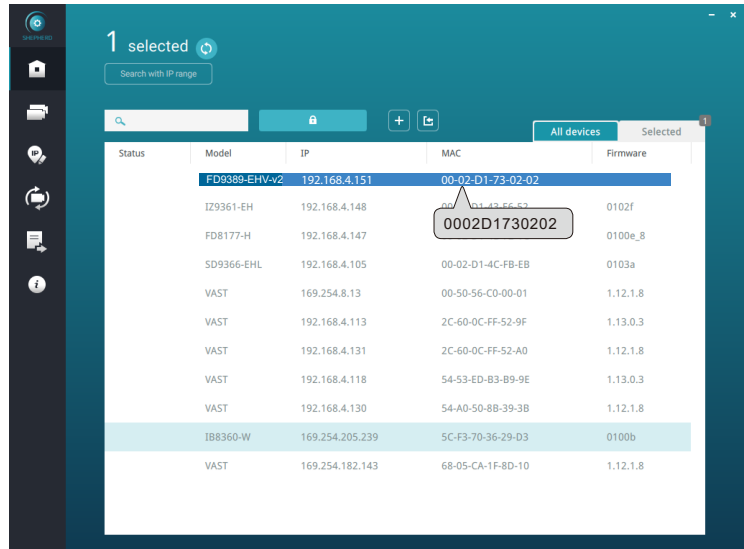 SHEPHERD
1 selected
Search with IP range
IP
i
All devices Selected 1
Status Model IP MAC Firmware
FD9389-EHV-v2 192.168.4.151 00-02-D1-73-02-02
IZ9361-EH 192.168.4.148 00-02-D1-43-F6-52 0102f
0002D1730202
FD8177-H 192.168.4.147 0100e_8
SD9366-EHL 192.168.4.105 00-02-D1-4C-FB-EB 0103a
VAST 169.254.8.13 00-50-56-C0-00-01 1.12.1.8
VAST 192.168.4.113 2C-60-0C-FF-52-9F 1.13.0.3
VAST 192.168.4.131 2C-60-0C-FF-52-A0 1.12.1.8
VAST 192.168.4.118 54-53-ED-B3-B9-9E 1.13.0.3
VAST 192.168.4.130 54-A0-50-8B-39-3B 1.12.1.8
IB8360-W 169.254.205.239 5C-F3-70-36-29-D3 0100b
VAST 169.254.182.143 68-05-CA-1F-8D-10 1.12.1.8